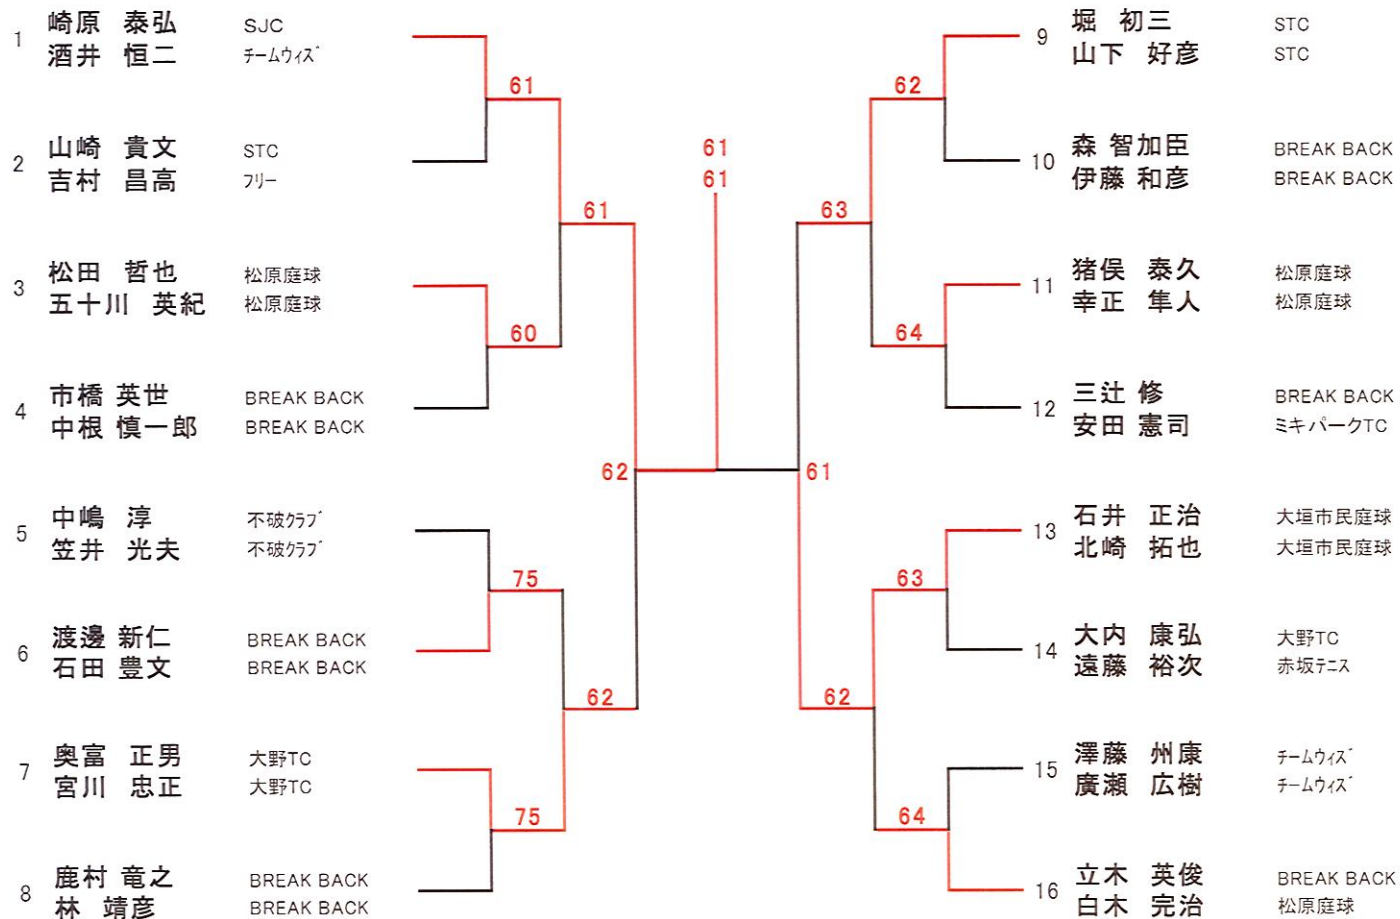 1 崎原 泰弘 SJC
酒井 恒二 チームウィズ
61
2 山崎 貴文 STC
吉村 昌高 フリー
61
3 松田 哲也 松原庭球
五十川 英紀 松原庭球
60
4 市橋 英世 BREAK BACK
中根 慎一郎 BREAK BACK
62
5 中嶋 淳 不破クラブ
笠井 光夫 不破クラブ
75
6 渡邊 新仁 BREAK BACK
石田 豊文 BREAK BACK
62
7 奥富 正男 大野TC
宮川 忠正 大野TC
75
8 鹿村 竜之 BREAK BACK
林 靖彦 BREAK BACK
61
61
9 堀 初三 STC
山下 好彦 STC
62
10 森 智加臣 BREAK BACK
伊藤 和彦 BREAK BACK
63
11 猪俣 泰久 松原庭球
幸正 隼人 松原庭球
64
12 三辻 修 BREAK BACK
安田 憲司 ミキパークTC
61
13 石井 正治 大垣市民庭球
北崎 拓也 大垣市民庭球
63
14 大内 康弘 大野TC
遠藤 裕次 赤坂テニス
62
15 澤藤 州康 チームウィズ
廣瀬 広樹 チームウィズ
64
16 立木 英俊 BREAK BACK
白木 完治 松原庭球